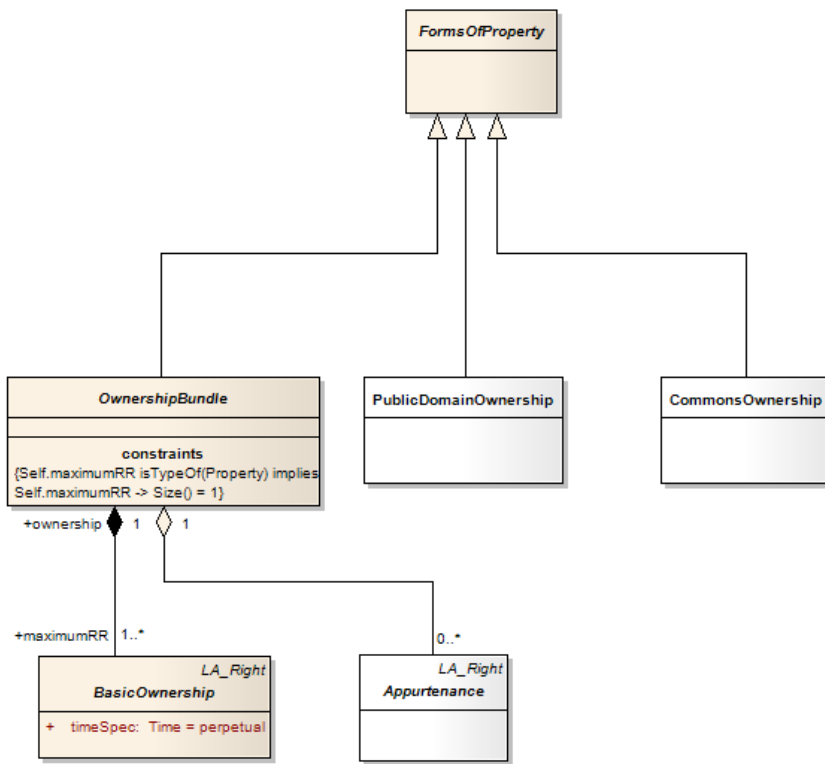 FormsOfProperty
OwnershipBundle
constraints
{Self.maximumRR isTypeOf(Property) implies
Self.maximumRR -> Size() = 1}
PublicDomainOwnership
CommonsOwnership
+ownership 1 1
+maximumRR 1..* 0..*
LA_Right
BasicOwnership
+ timeSpec: Time = perpetual
LA_Right
Appurtenance